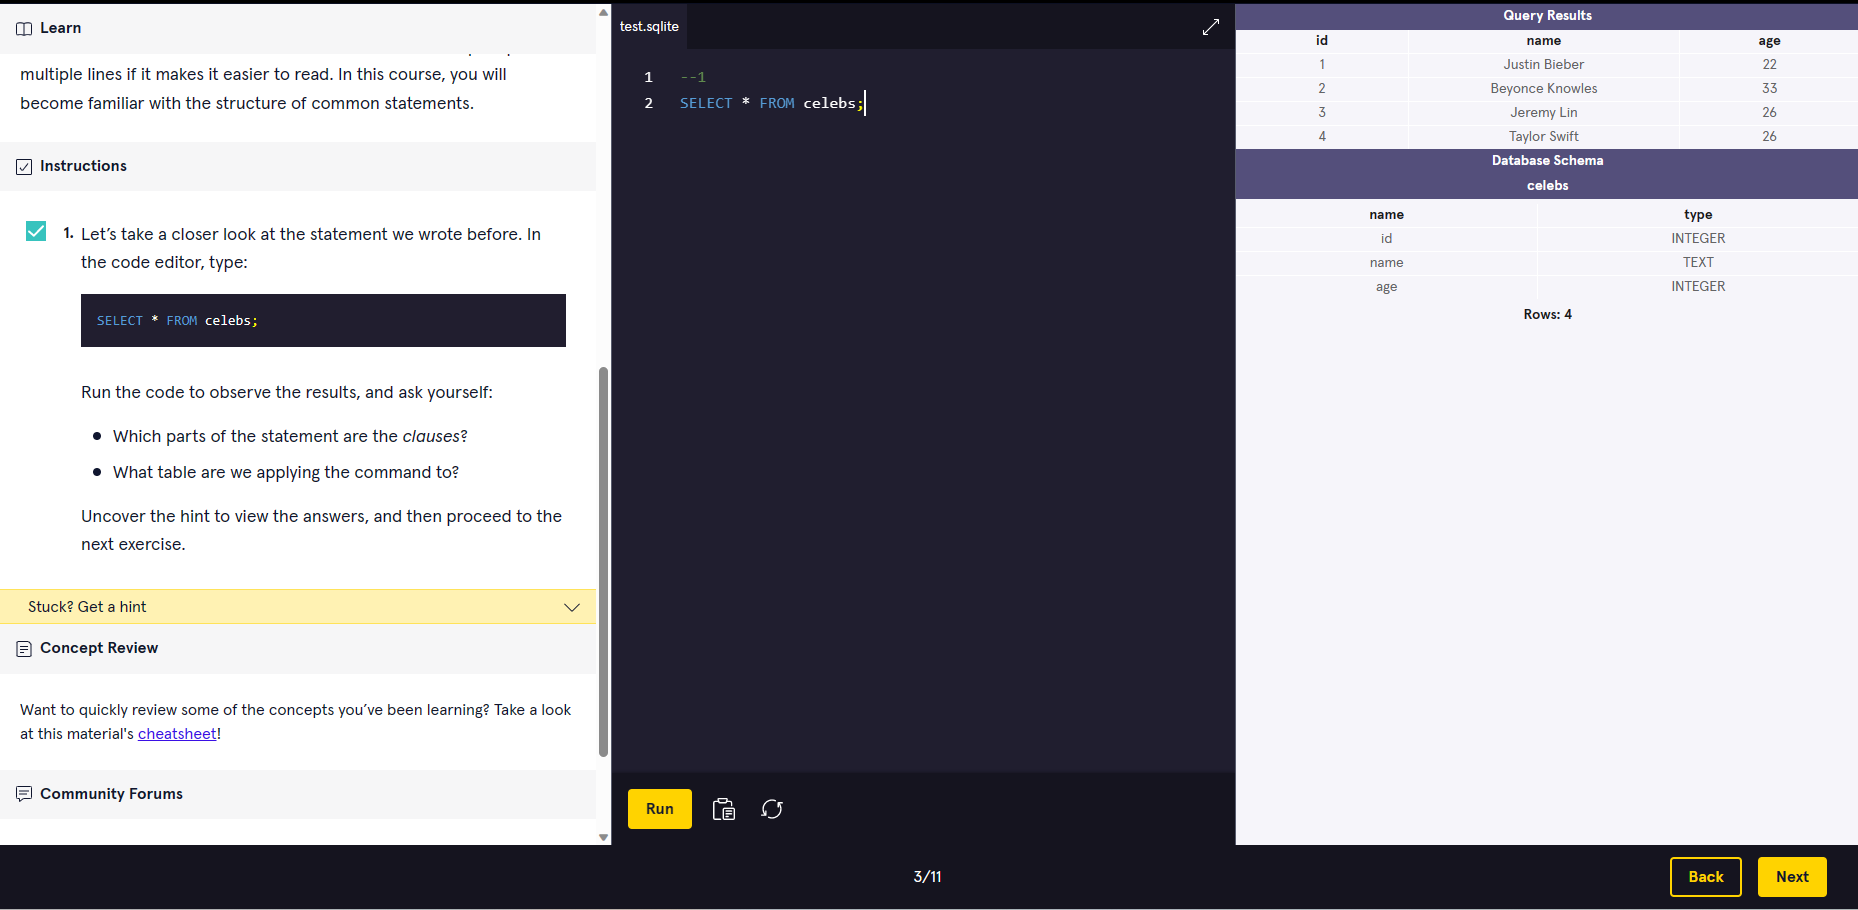 Learn
multiple lines if it makes it easier to read. In this course, you will
become familiar with the structure of common statements.
Instructions
1. Let’s take a closer look at the statement we wrote before. In
the code editor, type:
SELECT * FROM celebs;
Run the code to observe the results, and ask yourself:
• Which parts of the statement are the clauses?
• What table are we applying the command to?
Uncover the hint to view the answers, and then proceed to the
next exercise.
Stuck? Get a hint
Concept Review
Want to quickly review some of the concepts you’ve been learning? Take a look
at this material's cheatsheet!
Community Forums
test.sqlite
1 --1
2 SELECT * FROM celebs;
Run
Query Results
id name age
1 Justin Bieber 22
2 Beyonce Knowles 33
3 Jeremy Lin 26
4 Taylor Swift 26
Database Schema
celebs
name type
id INTEGER
name TEXT
age INTEGER
Rows: 4
3/11
Back
Next